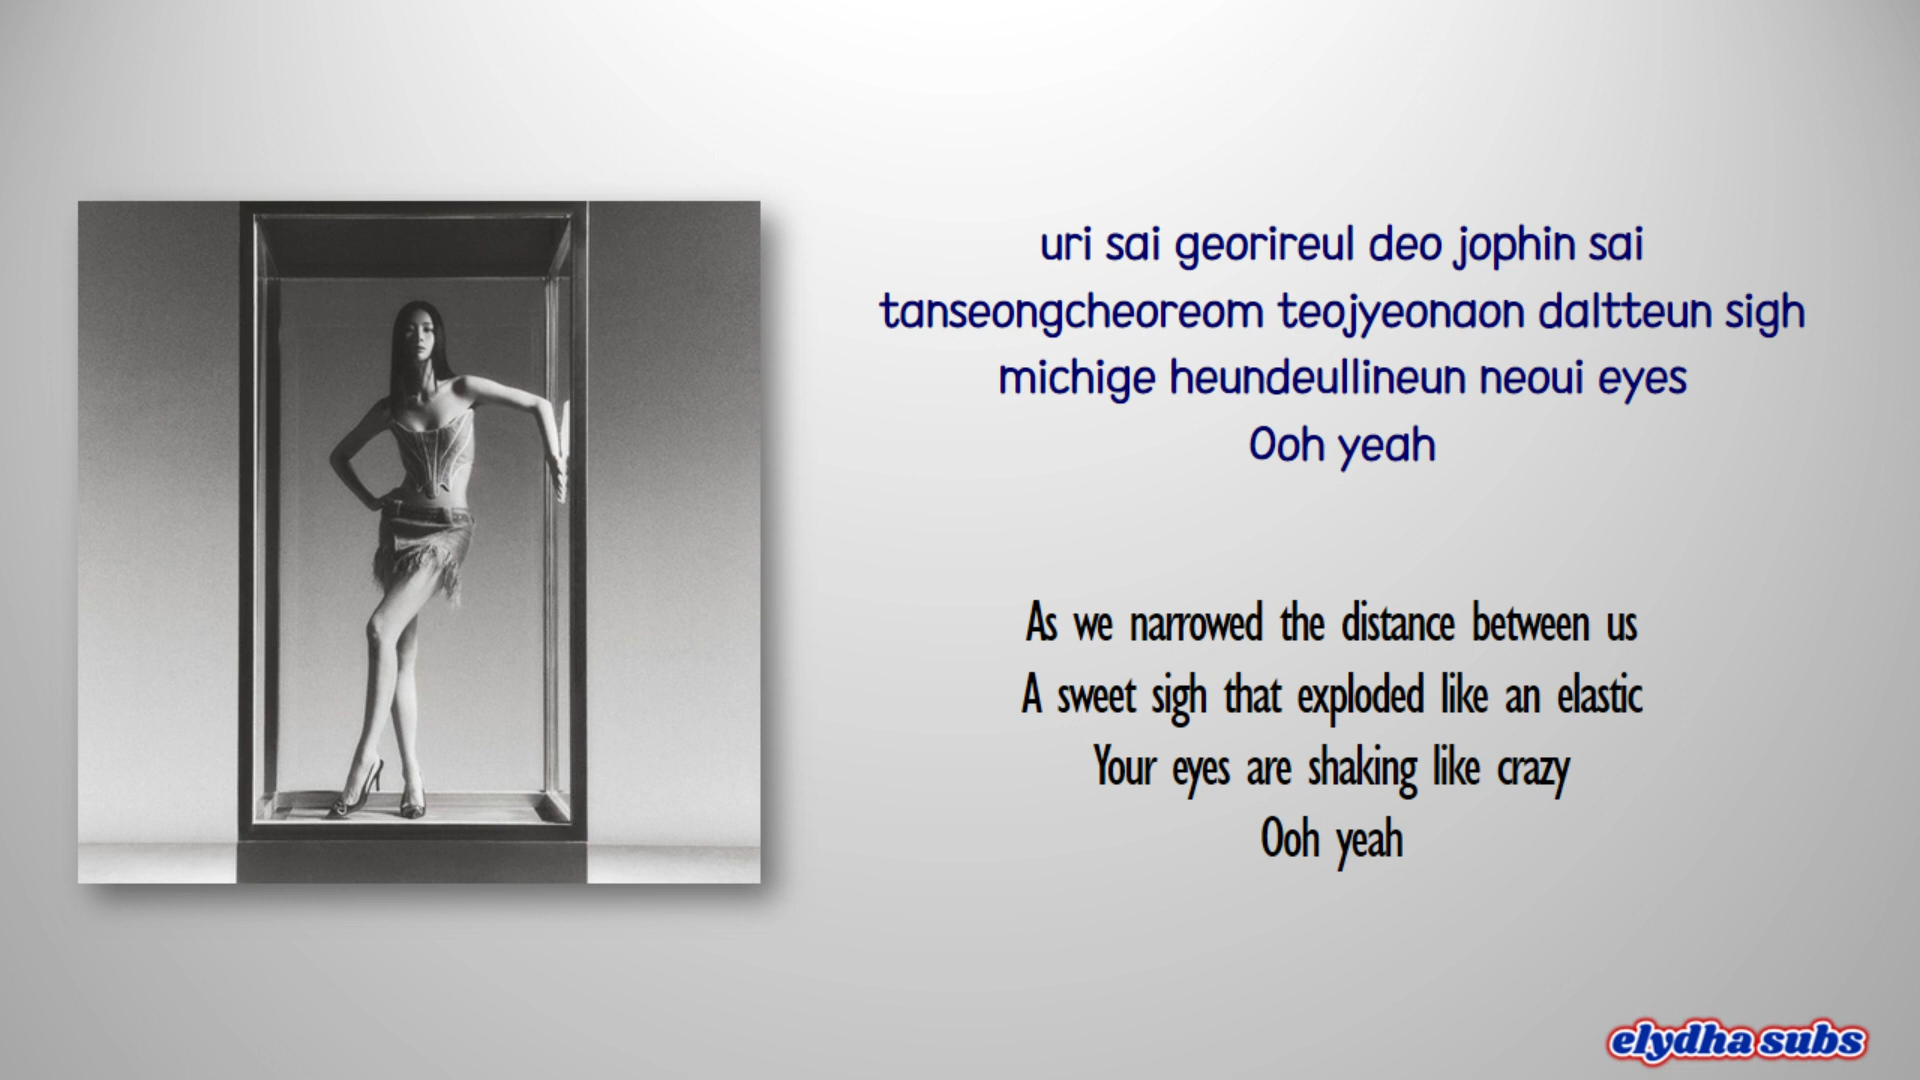 uri sai georireul deo jophin sai
tanseongcheoreom teojyeonaon daltteun sigh
michige heundeullineun neoui eyes
Ooh yeah
As we narrowed the distance between us
A sweet sigh that exploded like an elastic
Your eyes are shaking like crazy
Ooh yeah
elydha subs